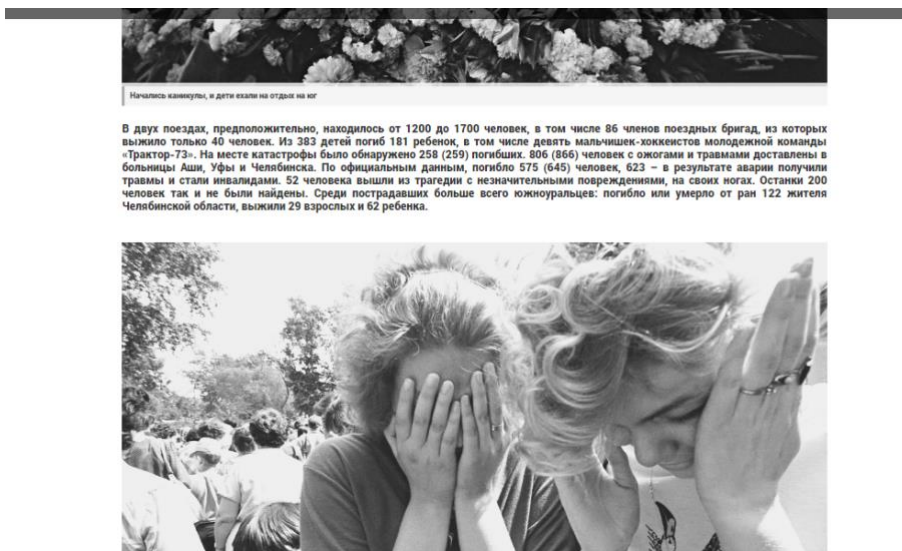 Начались каникулы, и дети ехали на отдых на юг
В двух поездах, предположительно, находилось от 1200 до 1700 человек, в том числе 86 членов поездных бригад, из которых
выжило только 40 человек. Из 383 детей погиб 181 ребенок, в том числе девять мальчишек-хоккеистов молодежной команды
«Трактор-73». На месте катастрофы было обнаружено 258 (259) погибших. 806 (866) человек с ожогами и травмами доставлены в
больницы Аши, Уфы и Челябинска. По официальным данным, погибло 575 (645) человек, 623 – в результате аварии получили
травмы и стали инвалидами. 52 человека вышли из трагедии с незначительными повреждениями, на своих ногах. Останки 200
человек так и не были найдены. Среди пострадавших больше всего южноуральцев: погибло или умерло от ран 122 жителя
Челябинской области, выжили 29 взрослых и 62 ребенка.